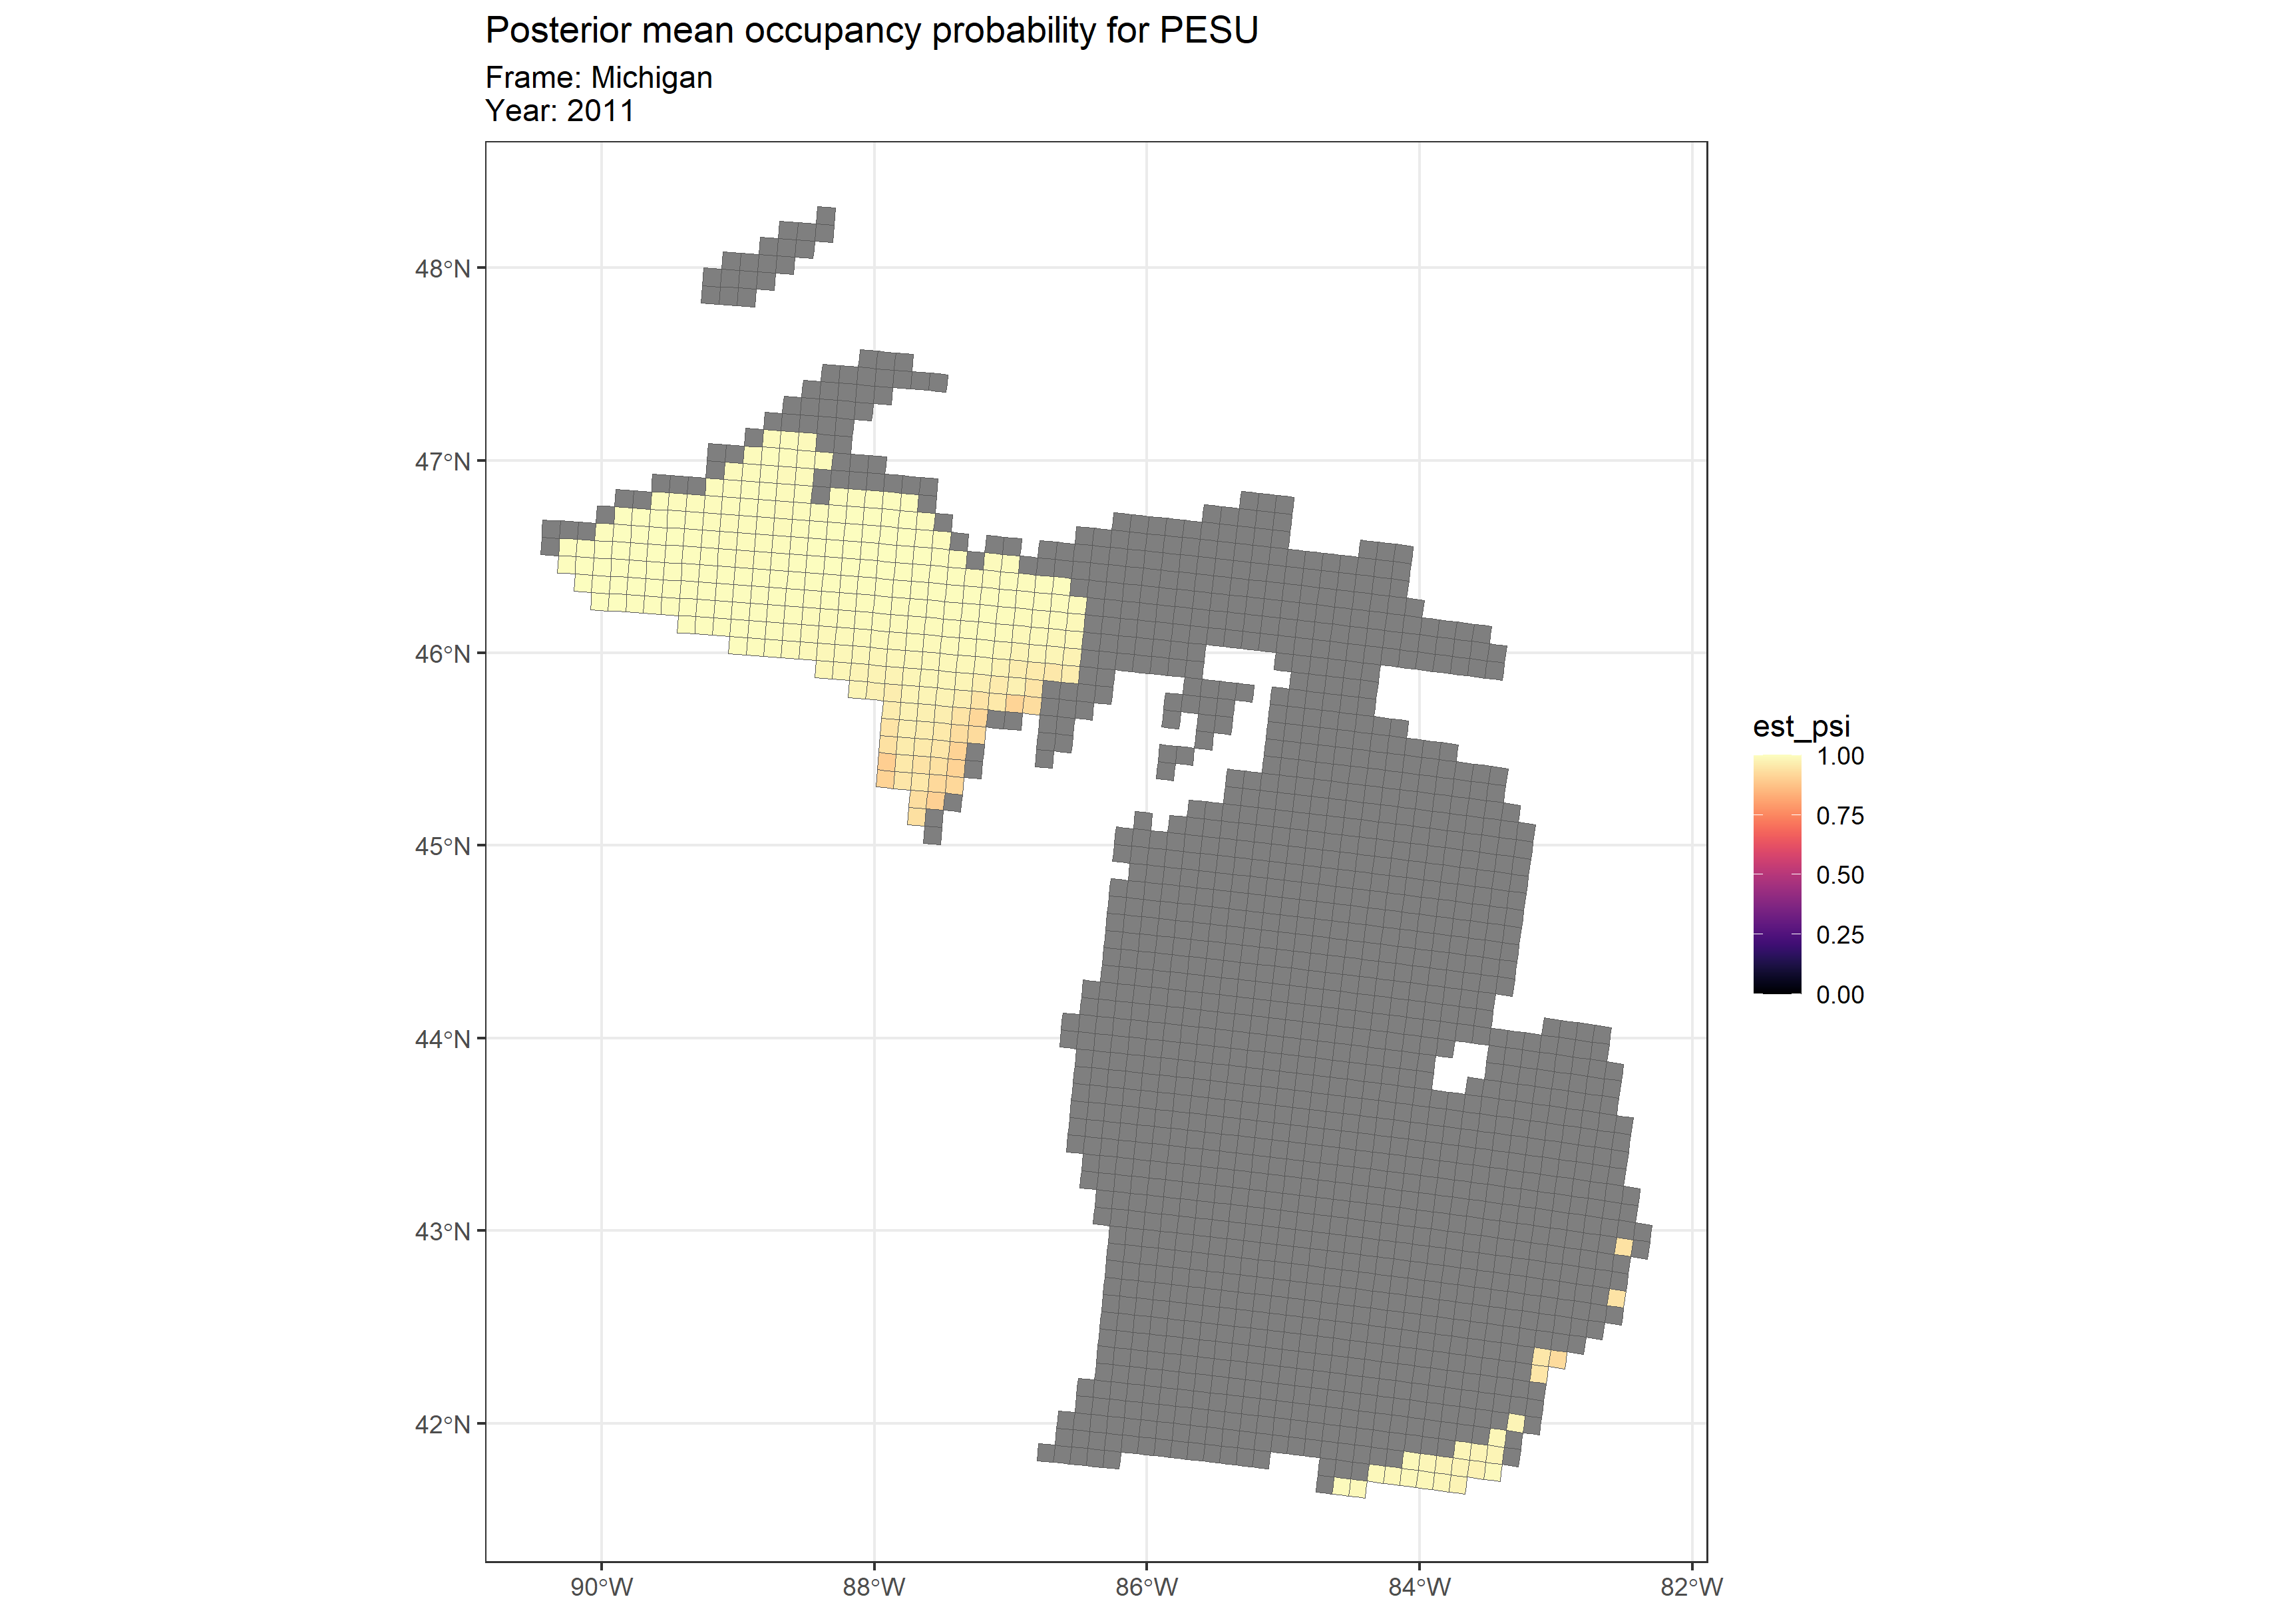 Posterior mean occupancy probability for PESU
Frame: Michigan
Year: 2011
48°N
47°N
46°N
45°N
44°N
43°N
42°N
90°W
88°W
86°W
84°W
82°W
est_psi
1.00
0.75
0.50
0.25
0.00